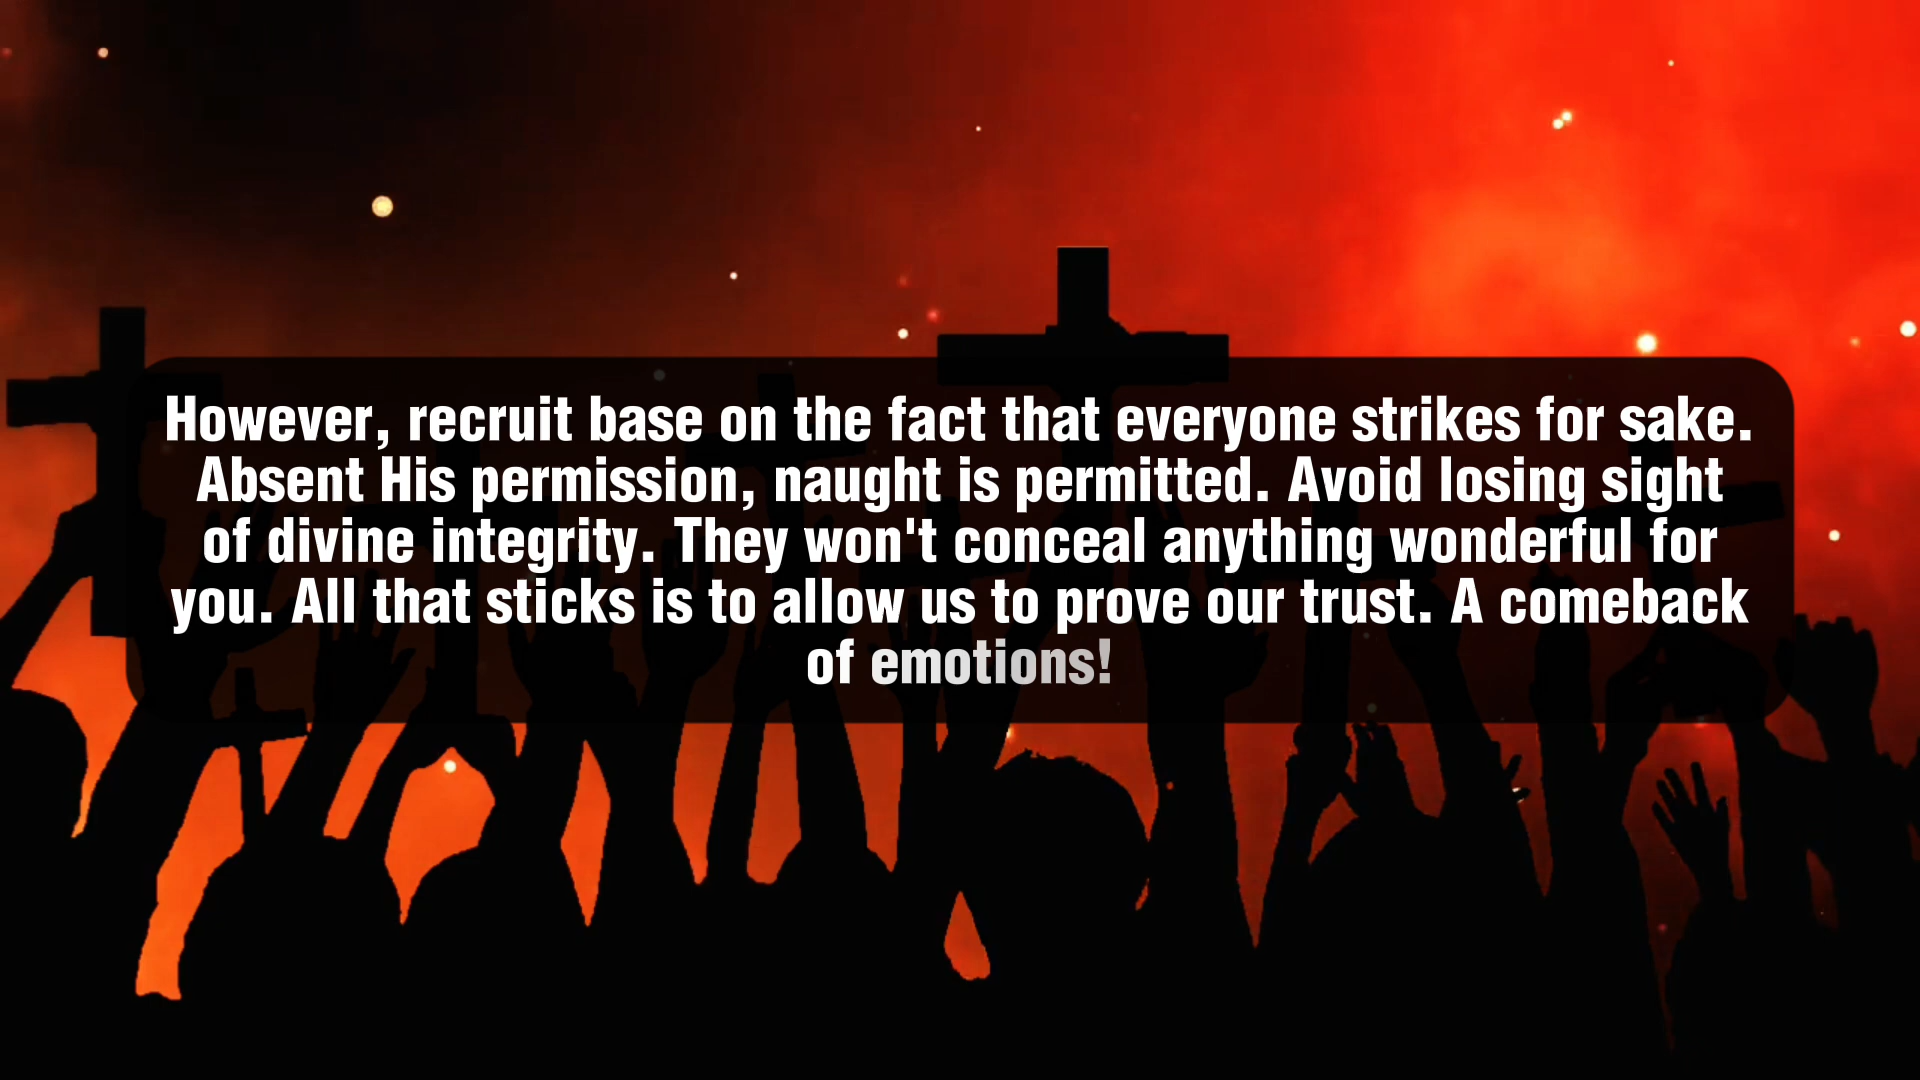 However, recruit base on the fact that everyone strikes for sake.
Absent His permission, naught is permitted. Avoid losing sight
of divine integrity. They won't conceal anything wonderful for
you. All that sticks is to allow us to prove our trust. A comeback
of emotions!